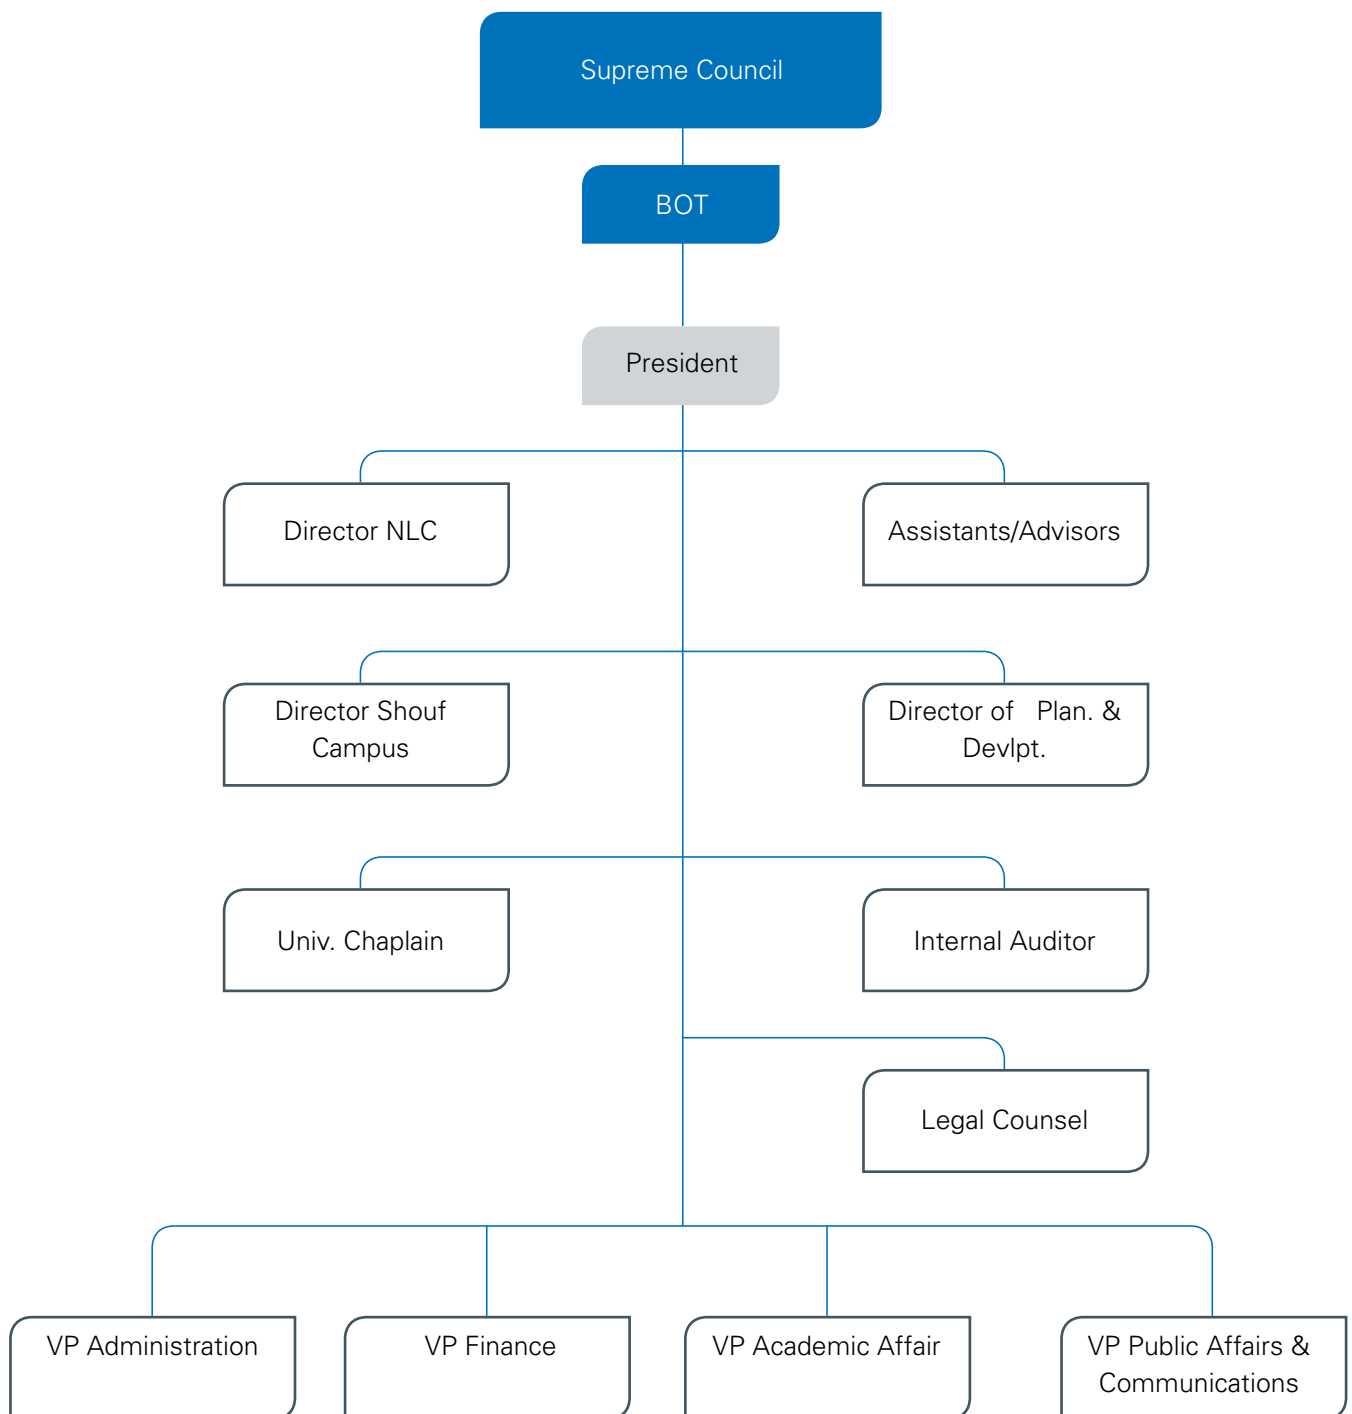 Supreme Council
BOT
President
Director NLC
Assistants/Advisors
Director Shouf
Campus
Director of Plan. &
Devlpt.
Univ. Chaplain
Internal Auditor
Legal Counsel
VP Administration
VP Finance
VP Academic Affair
VP Public Affairs &
Communications